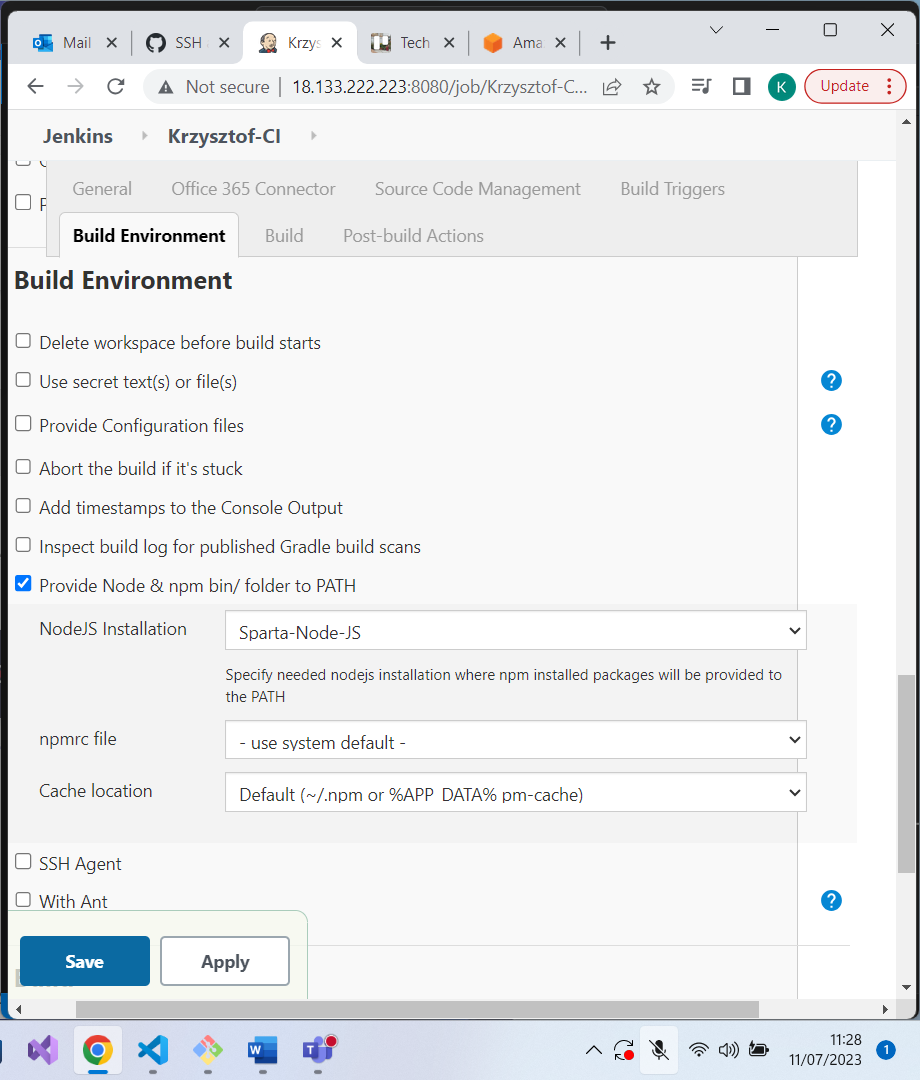 Mail
SSH
Krzys
Tech
Ama
Not secure
18.133.222.223:8080/job/Krzysztof-C...
K
Update
Jenkins
Krzysztof-CI
General
Office 365 Connector
Source Code Management
Build Triggers
Build Environment
Build
Post-build Actions
Build Environment
Delete workspace before build starts
Use secret text(s) or file(s)
?
Provide Configuration files
?
Abort the build if it's stuck
Add timestamps to the Console Output
Inspect build log for published Gradle build scans
Provide Node & npm bin/ folder to PATH
NodeJS Installation
Sparta-Node-JS
Specify needed nodejs installation where npm installed packages will be provided to
the PATH
npmrc file
- use system default -
Cache location
Default (~/.npm or %APP_DATA% pm-cache)
SSH Agent
With Ant
?
Save
Apply
11:28
11/07/2023
1